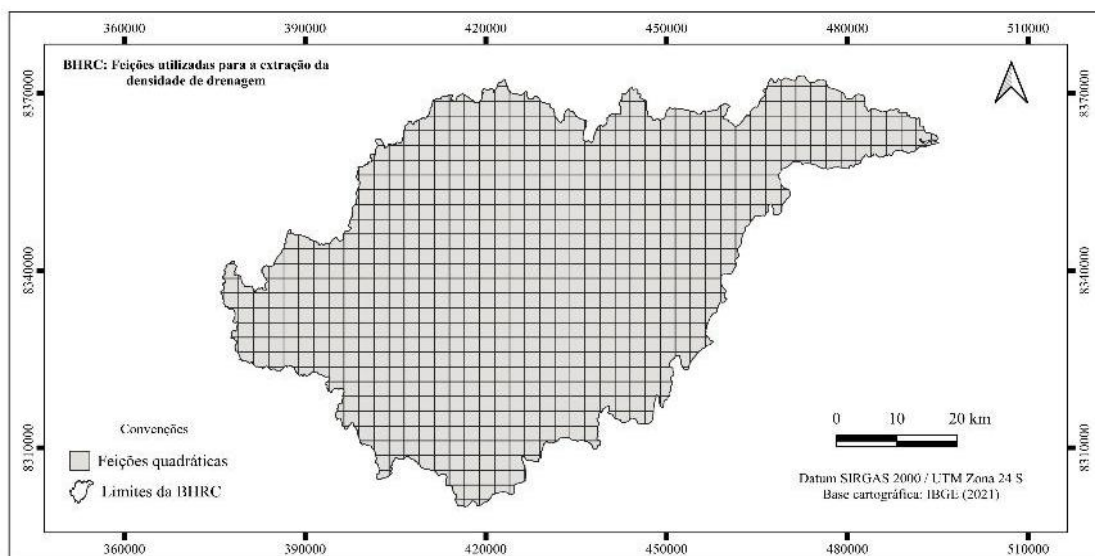 360000 390000 420000 450000 480000 510000
BHRC: Feições utilizadas para a extração da
densidade de drenagem
8370000 8370000
8340000 8340000
8310000 8310000
Convenções
Feições quadráticas
Limites da BHRC
0 10 20 km
Datum SIRGAS 2000 / UTM Zona 24 S
Base cartográfica: IBGE (2021)
360000 390000 420000 450000 480000 510000